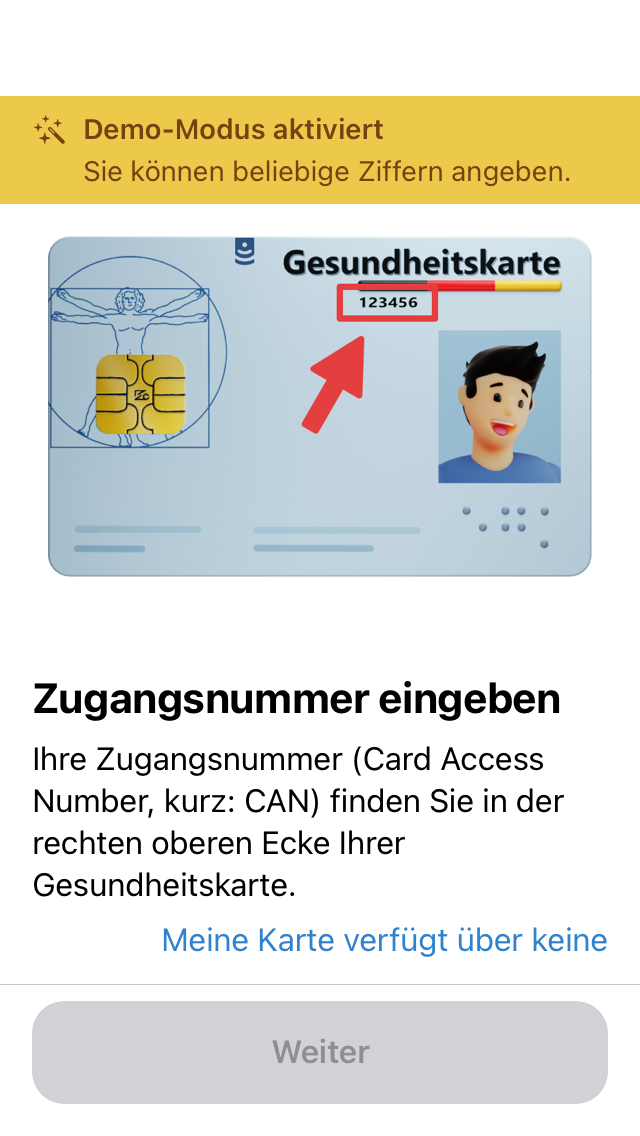 Demo-Modus aktiviert
Sie können beliebige Ziffern angeben.
Gesundheitskarte
123456
Zugangsnummer eingeben
Ihre Zugangsnummer (Card Access
Number, kurz: CAN) finden Sie in der
rechten oberen Ecke Ihrer
Gesundheitskarte.
Meine Karte verfügt über keine
Weiter